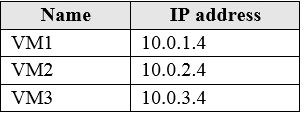 Name IP address
VM1 10.0.1.4
VM2 10.0.2.4
VM3 10.0.3.4